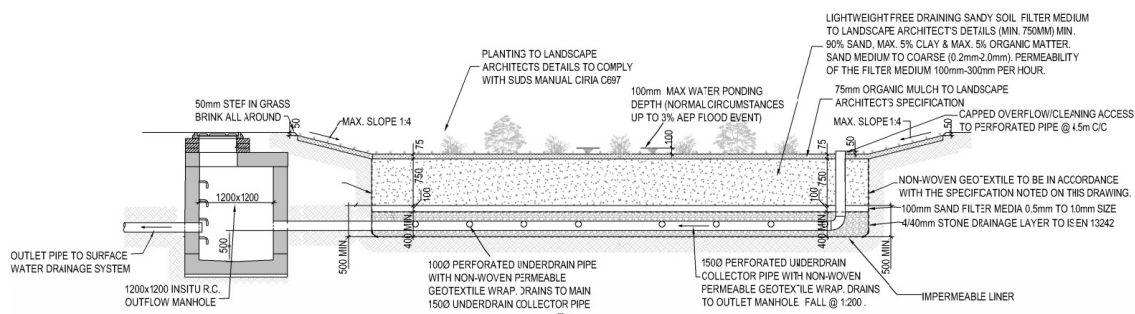 LIGHTWEIGHT FREE DRAINING SANDY SOIL FILTER MEDIUM
TO LANDSCAPE ARCHITECT'S DETAILS (MIN. 750MM) MIN.
90% SAND, MAX. 5% CLAY & MAX. 5% ORGANIC MATTER.
SAND MEDIUM TO COARSE (0.2mm-2.0mm). PERMEABILITY
OF THE FILTER MEDIUM 100mm-300mm PER HOUR.
PLANTING TO LANDSCAPE
ARCHITECTS DETAILS TO COMPLY
WITH SUDS MANUAL CIRIA C697
100mm MAX WATER PONDING
DEPTH (NORMAL CIRCUMSTANCES
UP TO 3% AEP FLOOD EVENT)
75mm ORGANIC MULCH TO LANDSCAPE
ARCHITECT'S SPECIFICATION
50mm STEP IN GRASS
BRINK ALL AROUND
50
MAX. SLOPE 1:4
MAX. SLOPE 1:4
50
CAPPED OVERFLOW/CLEANING ACCESS
TO PERFORATED PIPE @ 4.5m C/C
75
100
75
750
750
100
100
1200x1200
NON-WOVEN GEOTEXTILE TO BE IN ACCORDANCE
WITH THE SPECIFICATION NOTED ON THIS DRAWING.
100mm SAND FILTER MEDIA 0.5mm TO 1.0mm SIZE
4/40mm STONE DRAINAGE LAYER TO IS EN 13242
500
500 MIN.
400 MIN.
400 MIN.
500 MIN.
OUTLET PIPE TO SURFACE
WATER DRAINAGE SYSTEM
1200x1200 INSITU R.C.
OUTFLOW MANHOLE
100Ø PERFORATED UNDERDRAIN PIPE
WITH NON-WOVEN PERMEABLE
GEOTEXTILE WRAP. DRAINS TO MAIN
150Ø UNDERDRAIN COLLECTOR PIPE
150Ø PERFORATED UNDERDRAIN
COLLECTOR PIPE WITH NON-WOVEN
PERMEABLE GEOTEXTILE WRAP. DRAINS
TO OUTLET MANHOLE. FALL @ 1:200.
IMPERMEABLE LINER